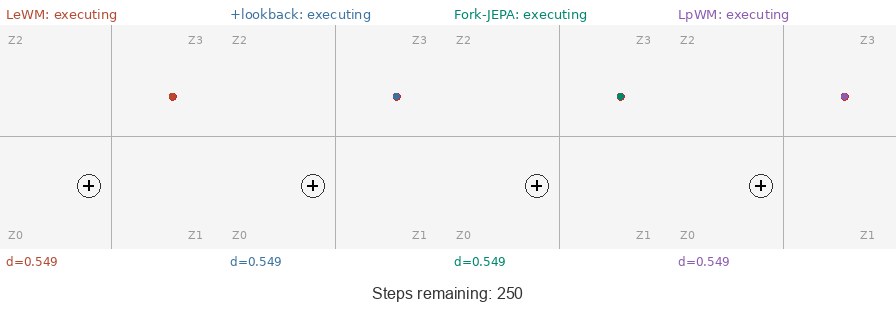 LeWM: executing +lookback: executing Fork-JEPA: executing LpWM: executing
Z2 Z3 Z2 Z3 Z2 Z3 Z2 Z3
Z0 Z1 Z0 Z1 Z0 Z1 Z0 Z1
d=0.549 d=0.549 d=0.549 d=0.549
Steps remaining: 250